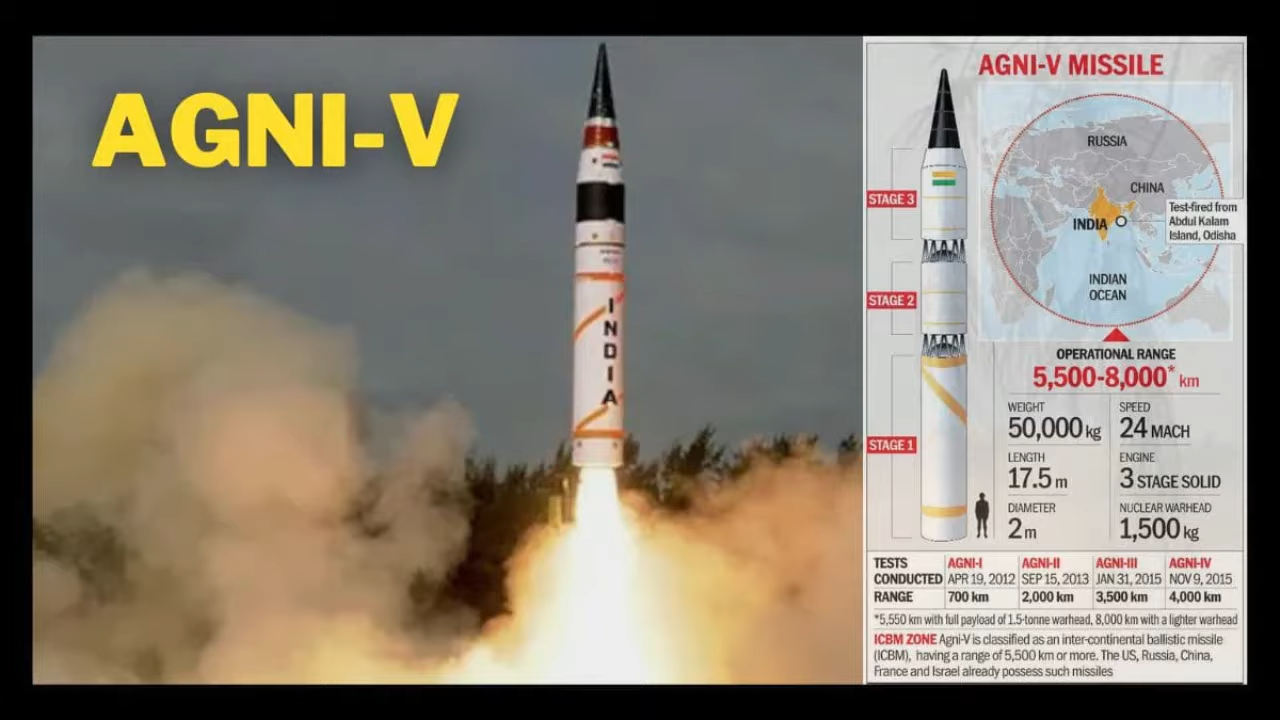 AGNI-V
INDIA
AGNI-V MISSILE
RUSSIA
CHINA
INDIA
Test-fired from
Abdul Kalam
Island, Odisha
INDIAN
OCEAN
STAGE 3
STAGE 2
STAGE 1
OPERATIONAL RANGE
5,500-8,000* km
WEIGHT
50,000 kg
SPEED
24 MACH
LENGTH
17.5 m
ENGINE
3 STAGE SOLID
DIAMETER
2 m
NUCLEAR WARHEAD
1,500 kg
TESTS AGNI-I AGNI-II AGNI-III AGNI-IV
CONDUCTED APR 19, 2012 SEP 15, 2013 JAN 31, 2015 NOV 9, 2015
RANGE 700 km 2,000 km 3,500 km 4,000 km
*5,550 km with full payload of 1.5-tonne warhead, 8,000 km with a lighter warhead
ICBM ZONE Agni-V is classified as an inter-continental ballistic missile
(ICBM), having a range of 5,500 km or more. The US, Russia, China,
France and Israel already possess such missiles